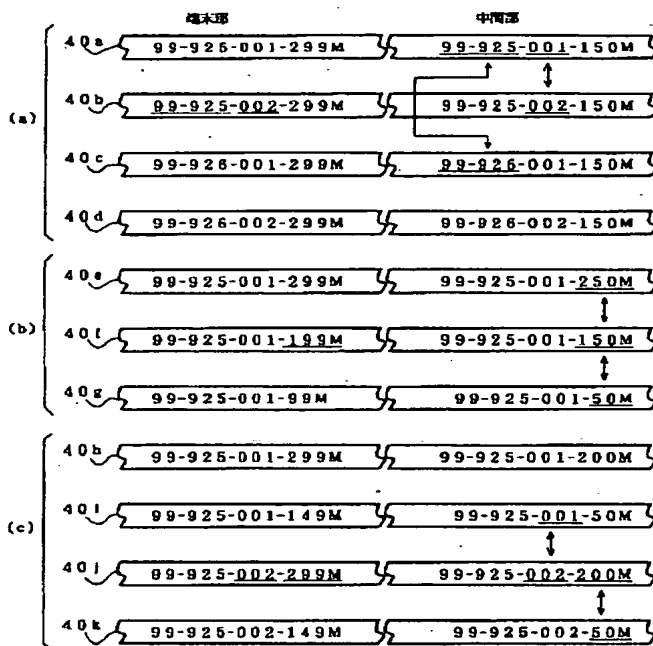 端末部 中間部
40a 99-925-001-299M 99-925-001-150M
40b 99-925-002-299M 99-925-002-150M
(a)
40c 99-926-001-299M 99-926-001-150M
40d 99-926-002-299M 99-926-002-150M
40e 99-925-001-299M 99-925-001-250M
(b)
40f 99-925-001-199M 99-925-001-150M
40g 99-925-001-99M 99-925-001-50M
40h 99-925-001-299M 99-925-001-200M
40i 99-925-001-149M 99-925-001-50M
(c)
40j 99-925-002-299M 99-925-002-200M
40k 99-925-002-149M 99-925-002-50M